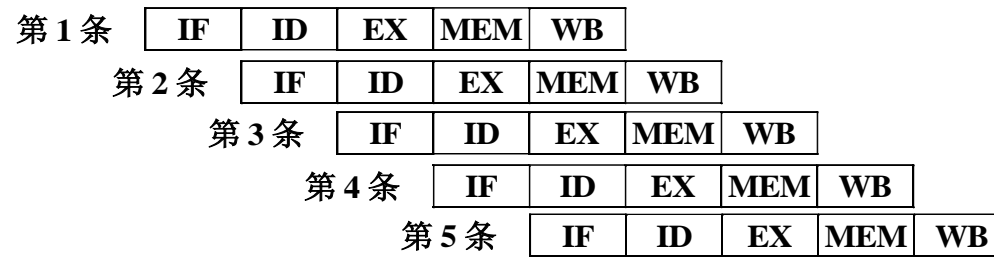 第 1 条 IF ID EX MEM WB
第 2 条 IF ID EX MEM WB
第 3 条 IF ID EX MEM WB
第 4 条 IF ID EX MEM WB
第 5 条 IF ID EX MEM WB